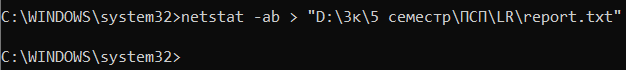 C:\WINDOWS\system32>netstat -ab > "D:\3к\5 семестр\ПСП\LR\report.txt"
C:\WINDOWS\system32>